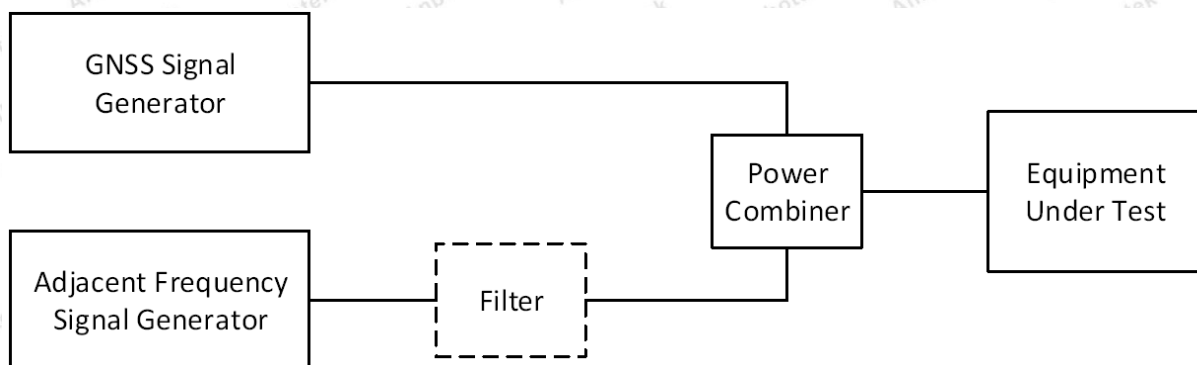 GNSS Signal
Generator
Power
Combiner
Equipment
Under Test
Adjacent Frequency
Signal Generator
Filter